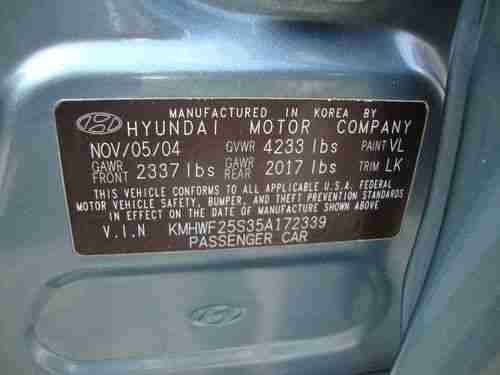 MANUFACTURED IN KOREA BY
HYUNDAI MOTOR COMPANY
NOV/05/04 GVWR 4233 lbs PAINT VL
GAWR FRONT 2337 lbs GAWR REAR 2017 lbs TRIM LK
THIS VEHICLE CONFORMS TO ALL APPLICABLE U.S.A. FEDERAL
MOTOR VEHICLE SAFETY, BUMPER, AND THEFT PREVENTION STANDARDS
IN EFFECT ON THE DATE OF MANUFACTURE SHOWN ABOVE.
V.I.N KMHWF25S35A172339
PASSENGER CAR